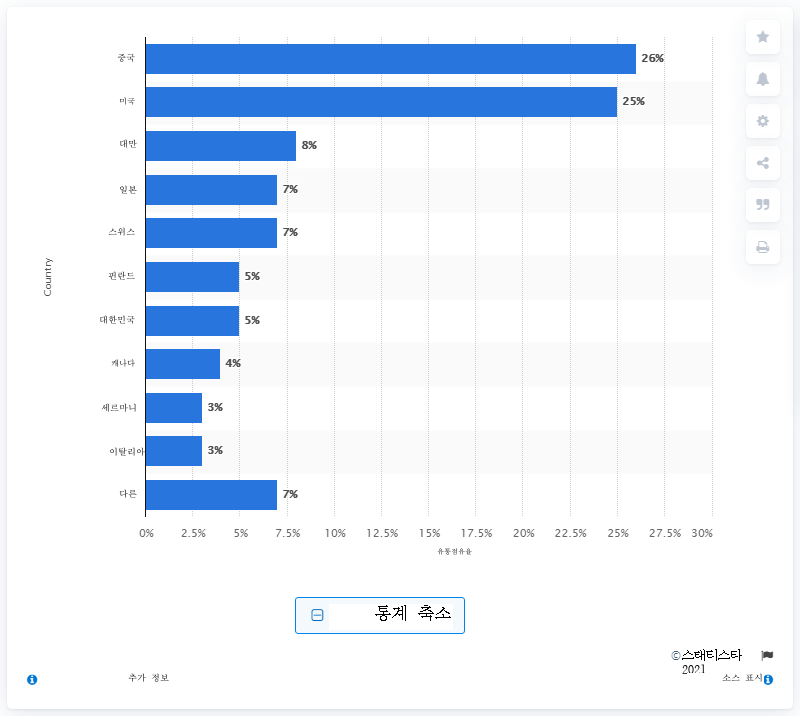 중국 26%
미국 25%
대만 8%
일본 7%
스위스 7%
핀란드 5%
대한민국 5%
캐나다 4%
세르마니 3%
이탈리아 3%
다른 7%
Country
0% 2.5% 5% 7.5% 10% 12.5% 15% 17.5% 20% 22.5% 25% 27.5% 30%
유통점유율
통계 축소
©스태티스타
2021
추가 정보
소스 표시